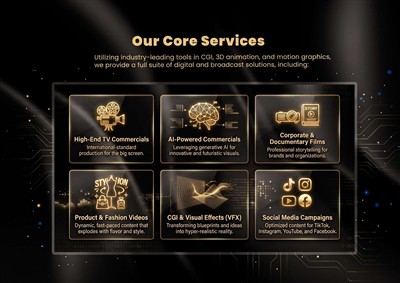 Our Core Services
Utilizing industry-leading tools in CGI, 3D animation, and motion graphics,
we provide a full suite of digital and broadcast solutions, including:
High-End TV Commercials
International-standard
production for the big screen.
AI-Powered Commercials
Leveraging generative AI for
innovative and futuristic visuals.
Corporate &
Documentary Films
Professional storytelling for
brands and organizations.
Product & Fashion Videos
Dynamic, fast-paced content that
explodes with flavor and style.
CGI & Visual Effects (VFX)
Transforming blueprints and ideas
into hyper-realistic reality.
Social Media Campaigns
Optimized content for TikTok,
Instagram, YouTube, and Facebook.